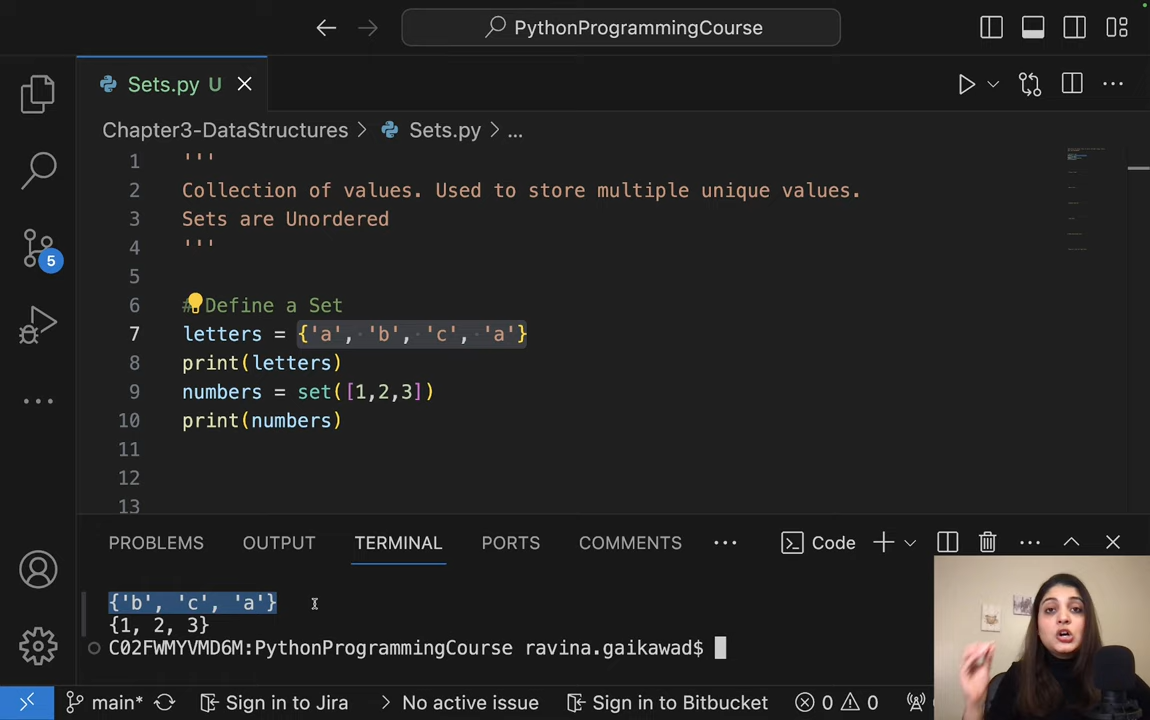 PythonProgrammingCourse
Sets.py U
Chapter3-DataStructures > Sets.py > ...
1 '''
2 Collection of values. Used to store multiple unique values.
3 Sets are Unordered
4 '''
5
6 # Define a Set
7 letters = {'a', 'b', 'c', 'a'}
8 print(letters)
9 numbers = set([1,2,3])
10 print(numbers)
11
12
13
5
PROBLEMS OUTPUT TERMINAL PORTS COMMENTS ... Code
{'b', 'c', 'a'}
{1, 2, 3}
C02FWMYVMD6M:PythonProgrammingCourse ravina.gaikawad$
main* Sign in to Jira No active issue Sign in to Bitbucket 0 0